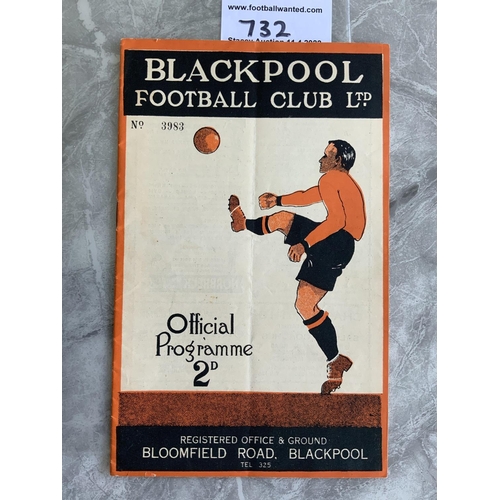 www.footballwanted.com
732
BLACKPOOL
FOOTBALL CLUB LTD.
No 3983
Official
Programme
2D
REGISTERED OFFICE & GROUND
BLOOMFIELD ROAD, BLACKPOOL
TEL 325